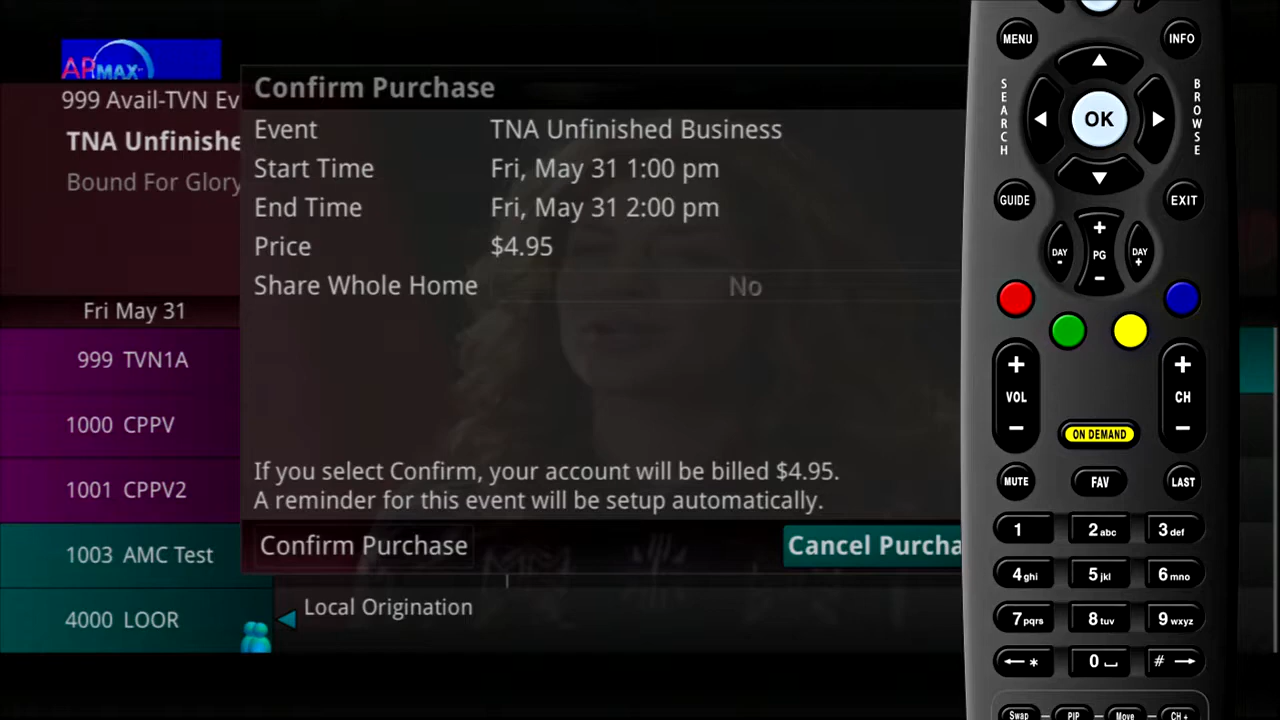 APMAX
999 Avail-TVN Ev
TNA Unfinishe
Bound For Glory
Fri May 31
999 TVN1A
1000 CPPV
1001 CPPV2
1003 AMC Test
4000 LOOR
Local Origination
Confirm Purchase
Event TNA Unfinished Business
Start Time Fri, May 31 1:00 pm
End Time Fri, May 31 2:00 pm
Price $4.95
Share Whole Home No
If you select Confirm, your account will be billed $4.95.
A reminder for this event will be setup automatically.
Confirm Purchase Cancel Purcha
MENU INFO
SEARCH OK BROWSE
GUIDE EXIT
DAY - + PG - DAY +
+ VOL - + CH -
ON DEMAND
MUTE FAV LAST
1 2abc 3def
4ghi 5jkl 6mno
7pqrs 8tuv 9wxyz
←* 0 #→
Swap PIP Move CH+